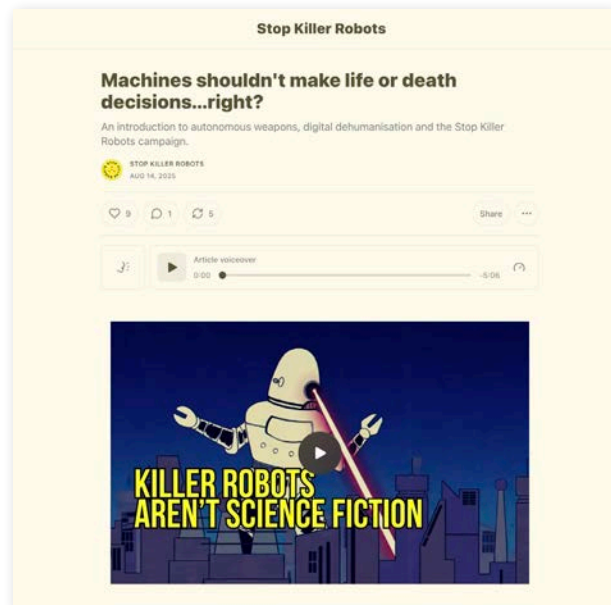 Stop Killer Robots
Machines shouldn't make life or death
decisions...right?
An introduction to autonomous weapons, digital dehumanisation and the Stop Killer
Robots campaign.
STOP KILLER ROBOTS
AUG 14, 2025
9 1 5 Share ...
Article voiceover
0:00 -5:06
KILLER ROBOTS
AREN'T SCIENCE FICTION